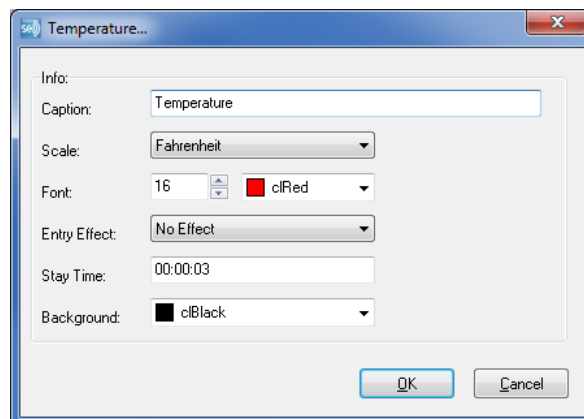 Temperature...
Info:
Caption: Temperature
Scale: Fahrenheit
Font: 16 clRed
Entry Effect: No Effect
Stay Time: 00:00:03
Background: clBlack
OK Cancel